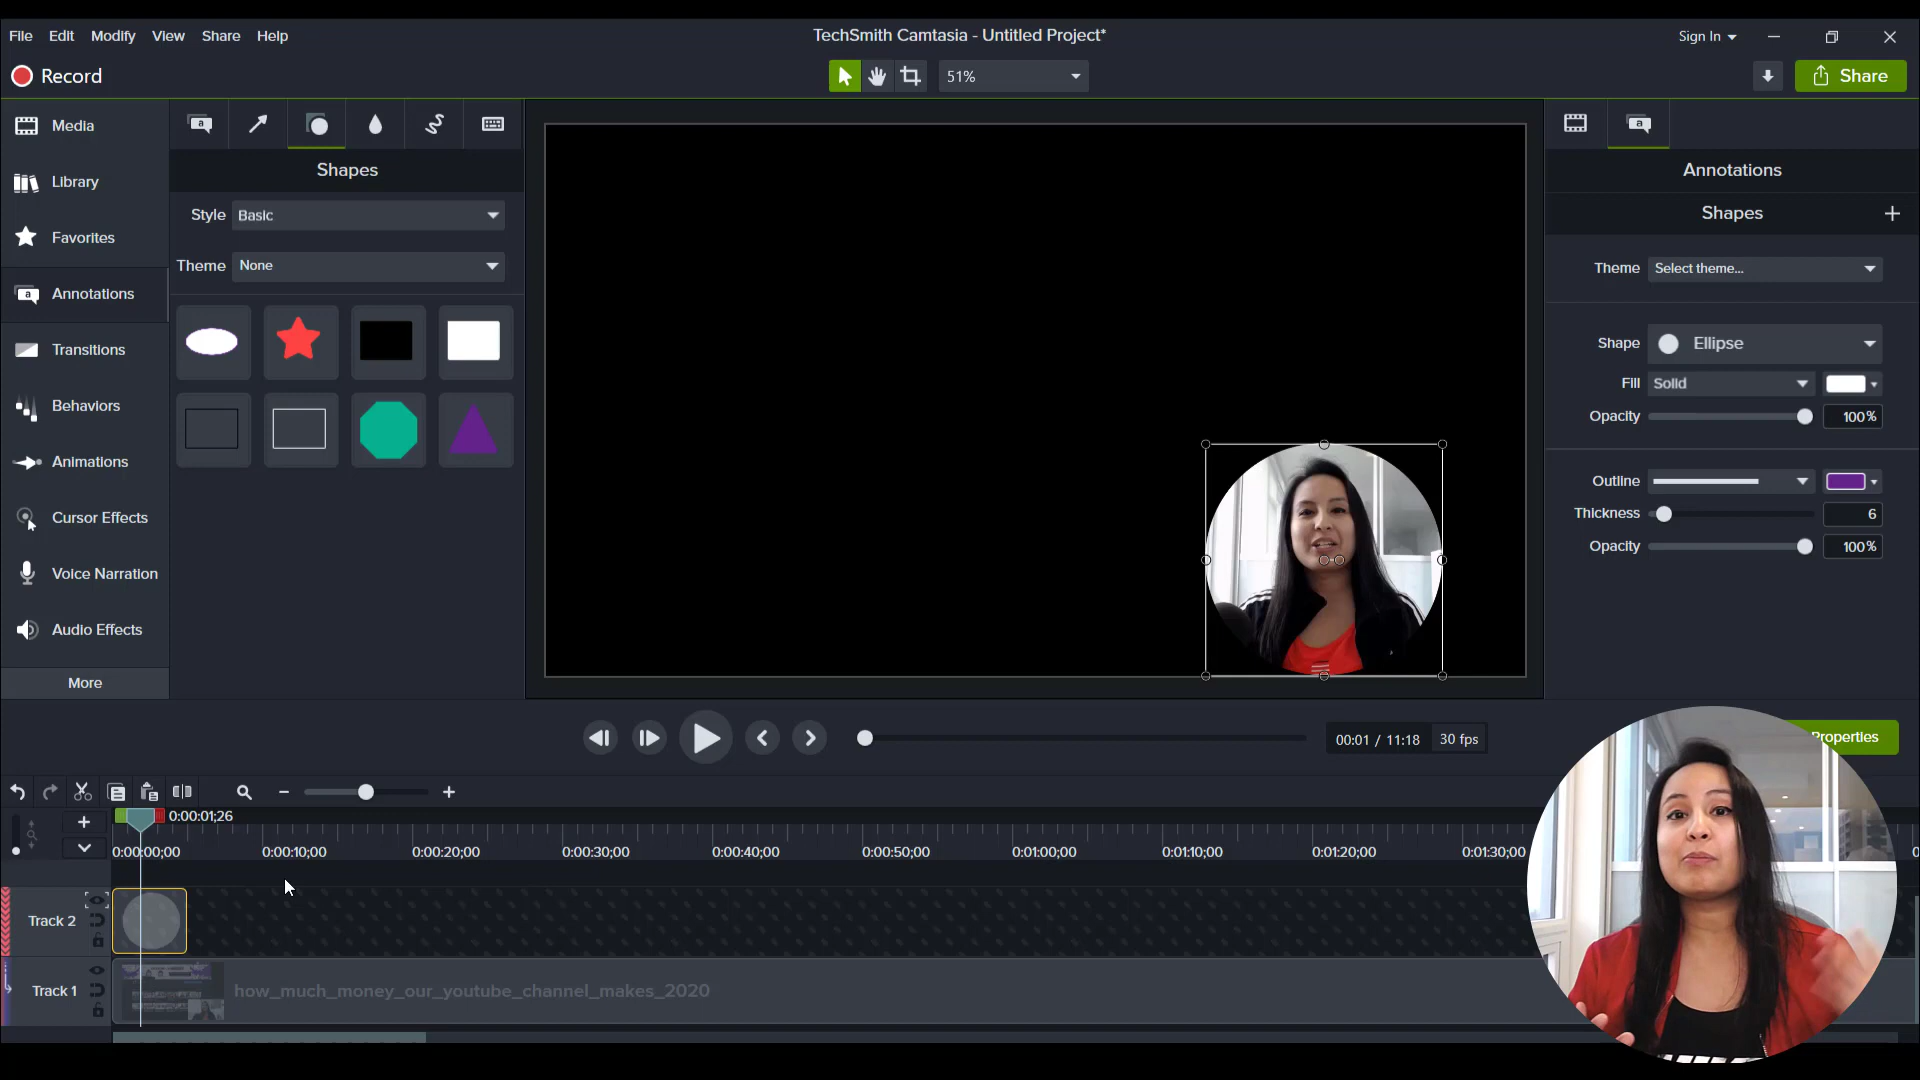 File Edit Modify View Share Help
TechSmith Camtasia - Untitled Project*
Sign In
Record
51%
Share
Media
Library
Favorites
Annotations
Transitions
Behaviors
Animations
Cursor Effects
Voice Narration
Audio Effects
More
a
Shapes
Style Basic
Theme None
a
Annotations
Shapes
Theme Select theme...
Shape Ellipse
Fill Solid
Opacity 100%
Outline
Thickness 6
Opacity 100%
00:01 / 11:18 30 fps
Properties
0:00:01;26
0:00:00;00 0:00:10;00 0:00:20;00 0:00:30;00 0:00:40;00 0:00:50;00 0:01:00;00 0:01:10;00 0:01:20;00 0:01:30;00
Track 2
Track 1 how_much_money_our_youtube_channel_makes_2020